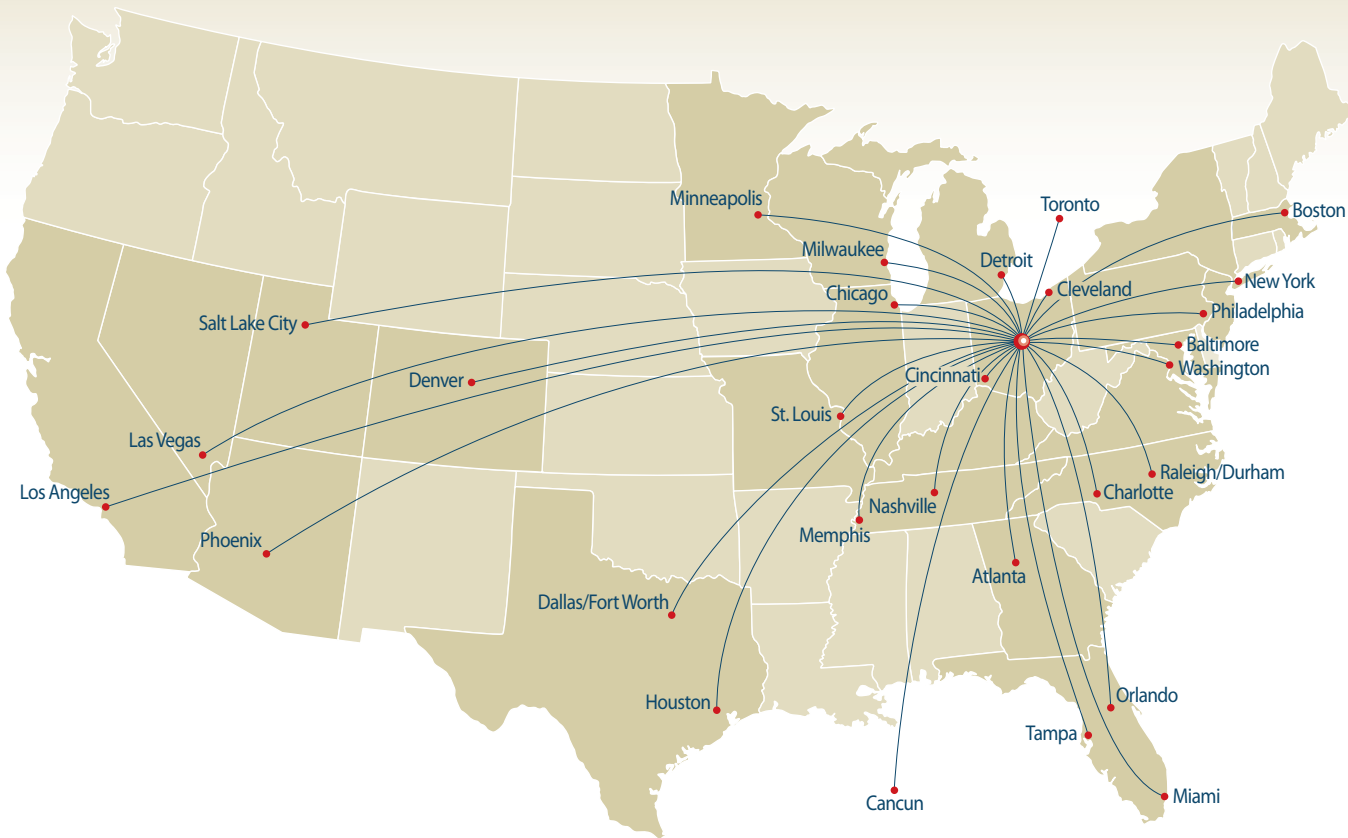 Minneapolis
Toronto
Boston
Milwaukee
Detroit
New York
Cleveland
Chicago
Philadelphia
Salt Lake City
Baltimore
Washington
Cincinnati
Denver
St. Louis
Las Vegas
Raleigh/Durham
Los Angeles
Charlotte
Nashville
Memphis
Phoenix
Atlanta
Dallas/Fort Worth
Orlando
Houston
Tampa
Miami
Cancun